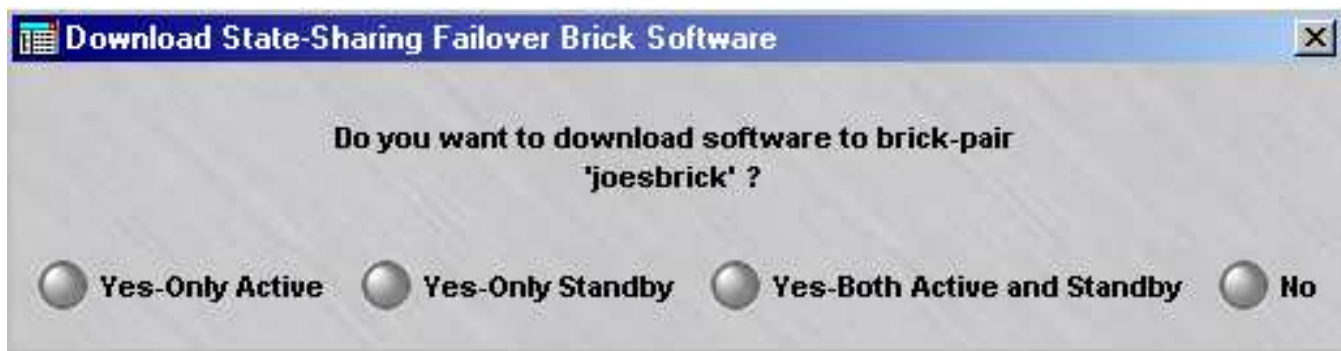 Download State-Sharing Failover Brick Software
Do you want to download software to brick-pair
'joesbrick' ?
Yes-Only Active Yes-Only Standby Yes-Both Active and Standby No